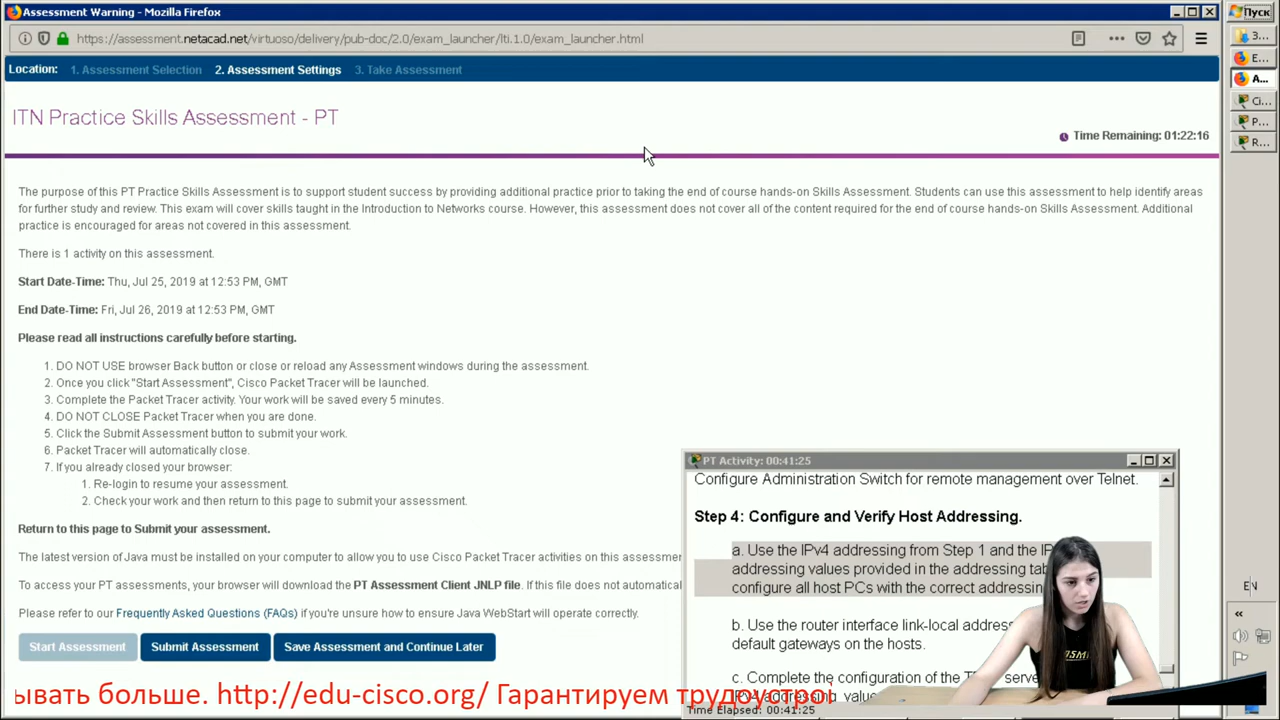 Assessment Warning - Mozilla Firefox
Пуск
https://assessment.netacad.net/virtuoso/delivery/pub-doc/2.0/exam_launcher/lti.1.0/exam_launcher.html
З...
E...
A...
Ci...
P...
R...
Location: 1. Assessment Selection 2. Assessment Settings 3. Take Assessment
ITN Practice Skills Assessment - PT
Time Remaining: 01:22:16
The purpose of this PT Practice Skills Assessment is to support student success by providing additional practice prior to taking the end of course hands-on Skills Assessment. Students can use this assessment to help identify areas
for further study and review. This exam will cover skills taught in the Introduction to Networks course. However, this assessment does not cover all of the content required for the end of course hands-on Skills Assessment. Additional
practice is encouraged for areas not covered in this assessment.
There is 1 activity on this assessment.
Start Date-Time: Thu, Jul 25, 2019 at 12:53 PM, GMT
End Date-Time: Fri, Jul 26, 2019 at 12:53 PM, GMT
Please read all instructions carefully before starting.
1. DO NOT USE browser Back button or close or reload any Assessment windows during the assessment.
2. Once you click "Start Assessment", Cisco Packet Tracer will be launched.
3. Complete the Packet Tracer activity. Your work will be saved every 5 minutes.
4. DO NOT CLOSE Packet Tracer when you are done.
5. Click the Submit Assessment button to submit your work.
6. Packet Tracer will automatically close.
7. If you already closed your browser:
1. Re-login to resume your assessment.
2. Check your work and then return to this page to submit your assessment.
Return to this page to Submit your assessment.
The latest version of Java must be installed on your computer to allow you to use Cisco Packet Tracer activities on this assessmen
To access your PT assessments, your browser will download the PT Assessment Client JNLP file. If this file does not automatical
Please refer to our Frequently Asked Questions (FAQs) if you're unsure how to ensure Java WebStart will operate correctly.
Start Assessment Submit Assessment Save Assessment and Continue Later
PT Activity: 00:41:25
Configure Administration Switch for remote management over Telnet.
Step 4: Configure and Verify Host Addressing.
a. Use the IPv4 addressing from Step 1 and the IP
addressing values provided in the addressing tab
configure all host PCs with the correct addressin
b. Use the router interface link-local addres
default gateways on the hosts.
c. Complete the configuration of the T serve
IPv4 addressing value
Time Elapsed: 00:41:25
EN
ывать больше. http://edu-cisco.org/ Гарантируем трудоустрой